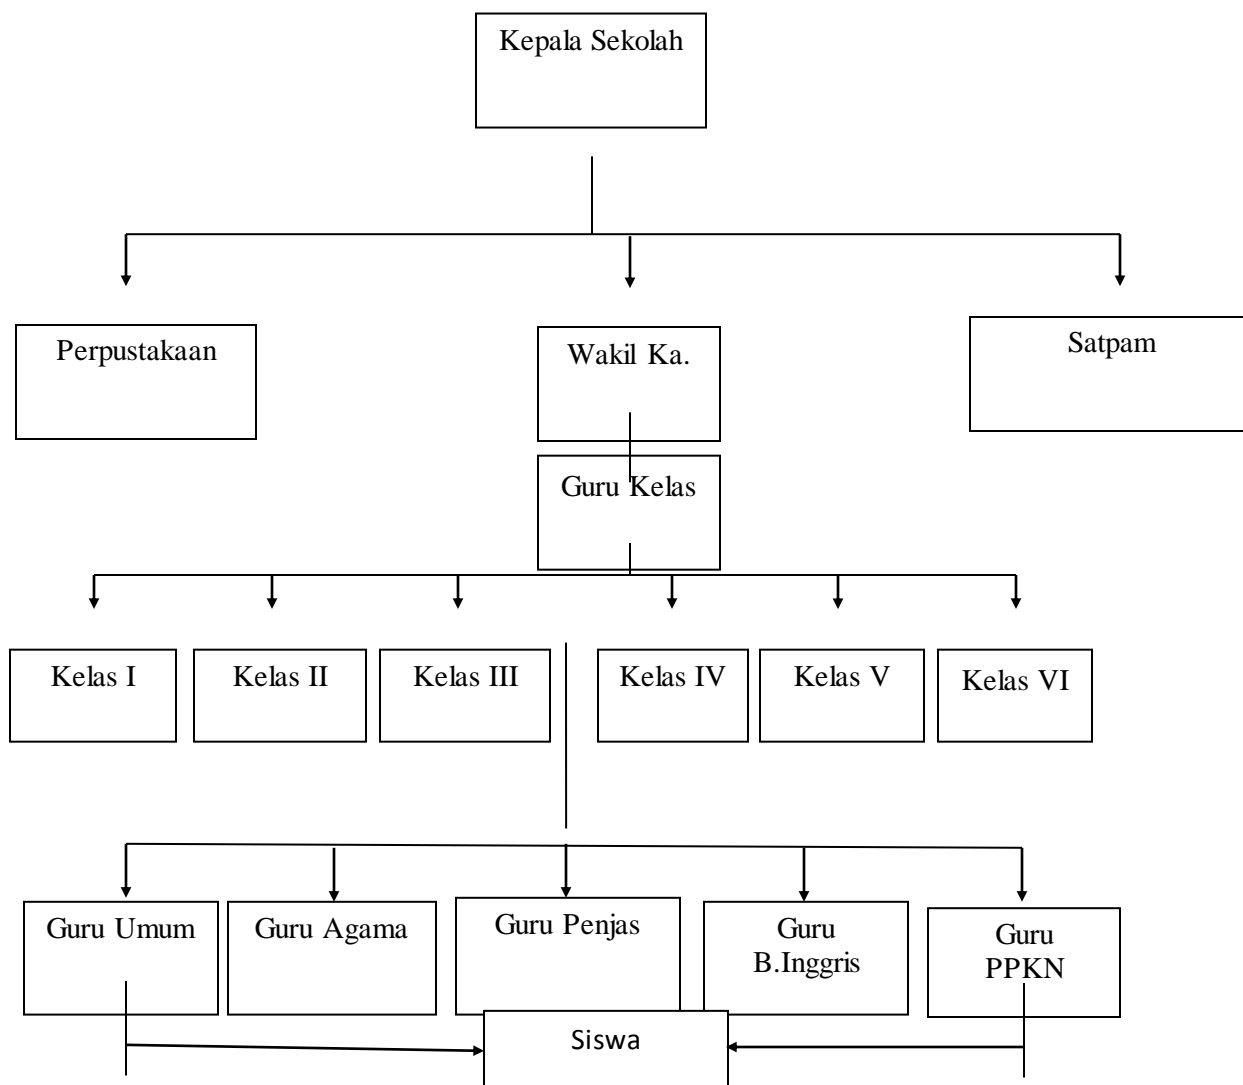 Kepala Sekolah
Perpustakaan
Wakil Ka.
Satpam
Guru Kelas
Kelas I
Kelas II
Kelas III
Kelas IV
Kelas V
Kelas VI
Guru Umum
Guru Agama
Guru Penjas
Guru
B.Inggris
Guru
PPKN
Siswa